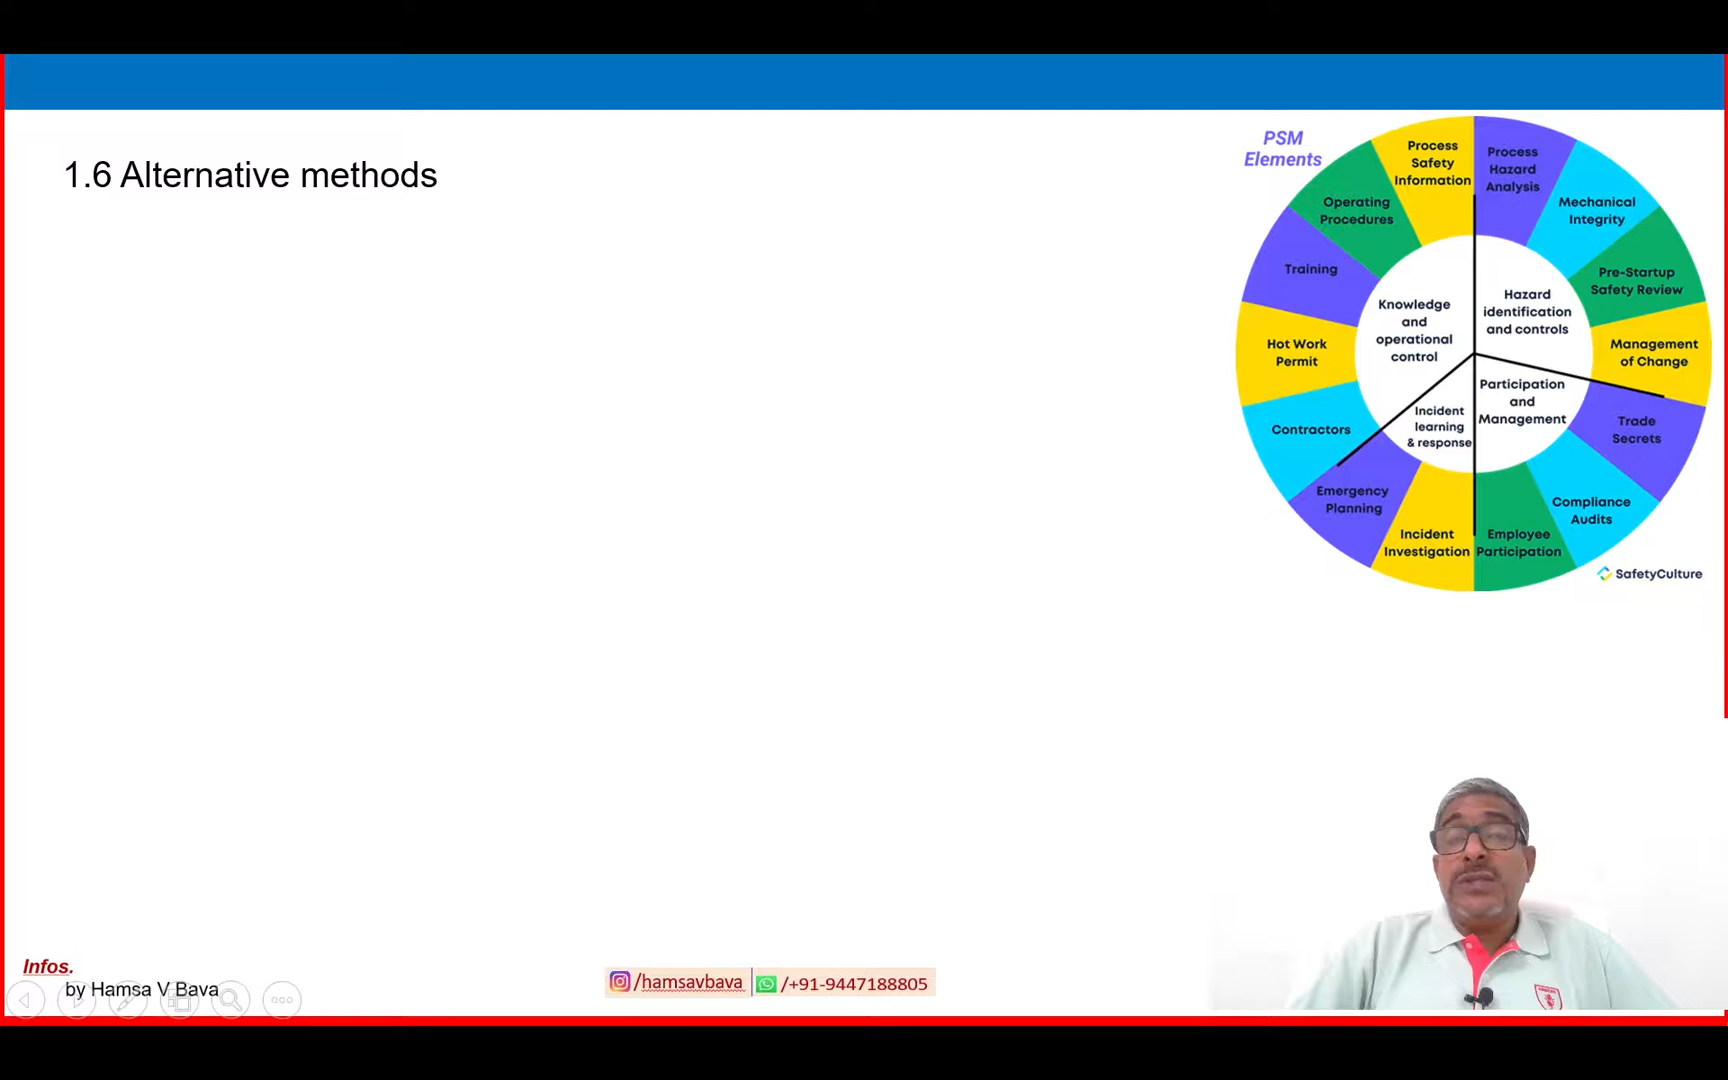 1.6 Alternative methods
PSM
Elements
Process
Safety
Information
Process
Hazard
Analysis
Mechanical
Integrity
Pre-Startup
Safety Review
Management
of Change
Trade
Secrets
Compliance
Audits
Employee
Participation
Incident
Investigation
Emergency
Planning
Contractors
Hot Work
Permit
Training
Operating
Procedures
Knowledge
and
operational
control
Hazard
identification
and controls
Participation
and
Management
Incident
learning
& response
SafetyCulture
Infos.
by Hamsa V Bava
/hamsavbava
/+91-9447188805